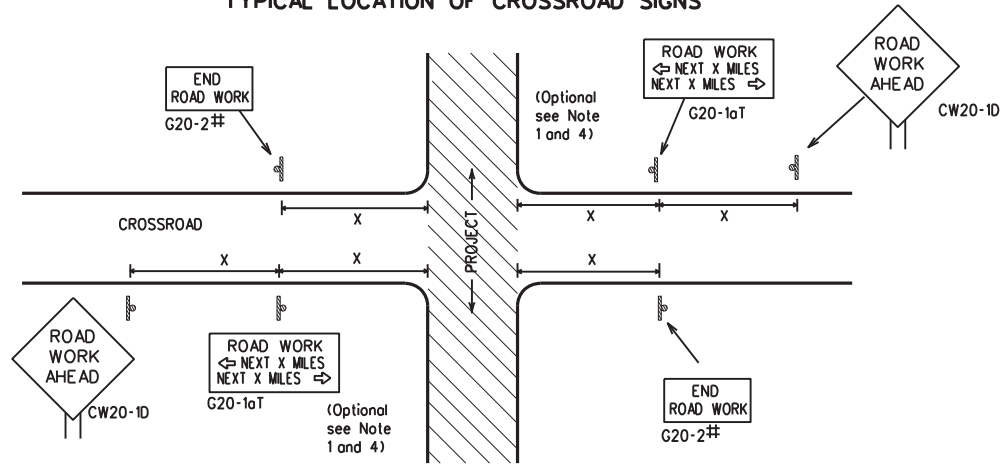 TYPICAL LOCATION OF CROSSROAD SIGNS
END
ROAD WORK
G20-2#
(Optional
see Note
1 and 4)
ROAD WORK
⇦ NEXT X MILES
NEXT X MILES ⇨
G20-1aT
ROAD
WORK
AHEAD
CW20-1D
X
X
X
CROSSROAD
PROJECT
X
X
X
ROAD
WORK
AHEAD
CW20-1D
ROAD WORK
⇦ NEXT X MILES
NEXT X MILES ⇨
G20-1aT
(Optional
see Note
1 and 4)
END
ROAD WORK
G20-2#